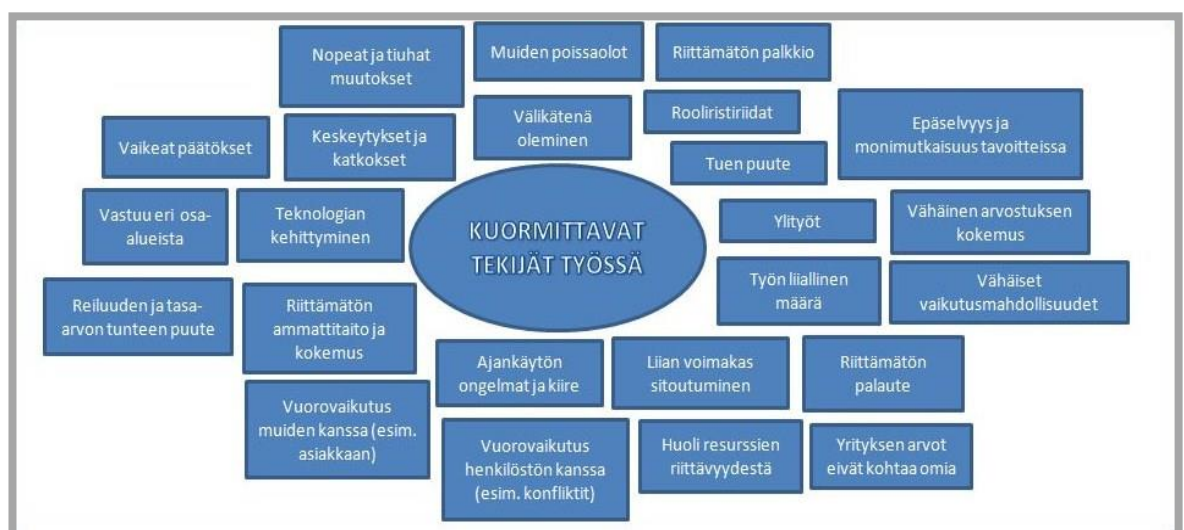 Nopeat ja tiuhat
muutokset
Muiden poissaolot
Riittämätön palkkio
Vaikeat päätökset
Keskeytykset ja
katkokset
Välikätenä
oleminen
Rooliristiriidat
Tuen puute
Epäselvyys ja
monimutkaisuus tavoitteissa
Vastuu eri osa-
alueista
Teknologian
kehittyminen
KUORMITTAVAT
TEKIJÄT TYÖSSÄ
Ylityöt
Vähäinen arvostuksen
kokemus
Reiluuden ja tasa-
arvon tunteen puute
Riittämätön
ammattitaito ja
kokemus
Työn liiallinen
määrä
Vähäiset
vaikutusmahdollisuudet
Ajankäytön
ongelmat ja kiire
Liian voimakas
sitoutuminen
Riittämätön
palaute
Vuorovaikutus
muiden kanssa (esim.
asiakkaan)
Vuorovaikutus
henkilöstön kanssa
(esim. konfliktit)
Huoli resurssien
riittävyydestä
Yrityksen arvot
eivät kohtaa omia